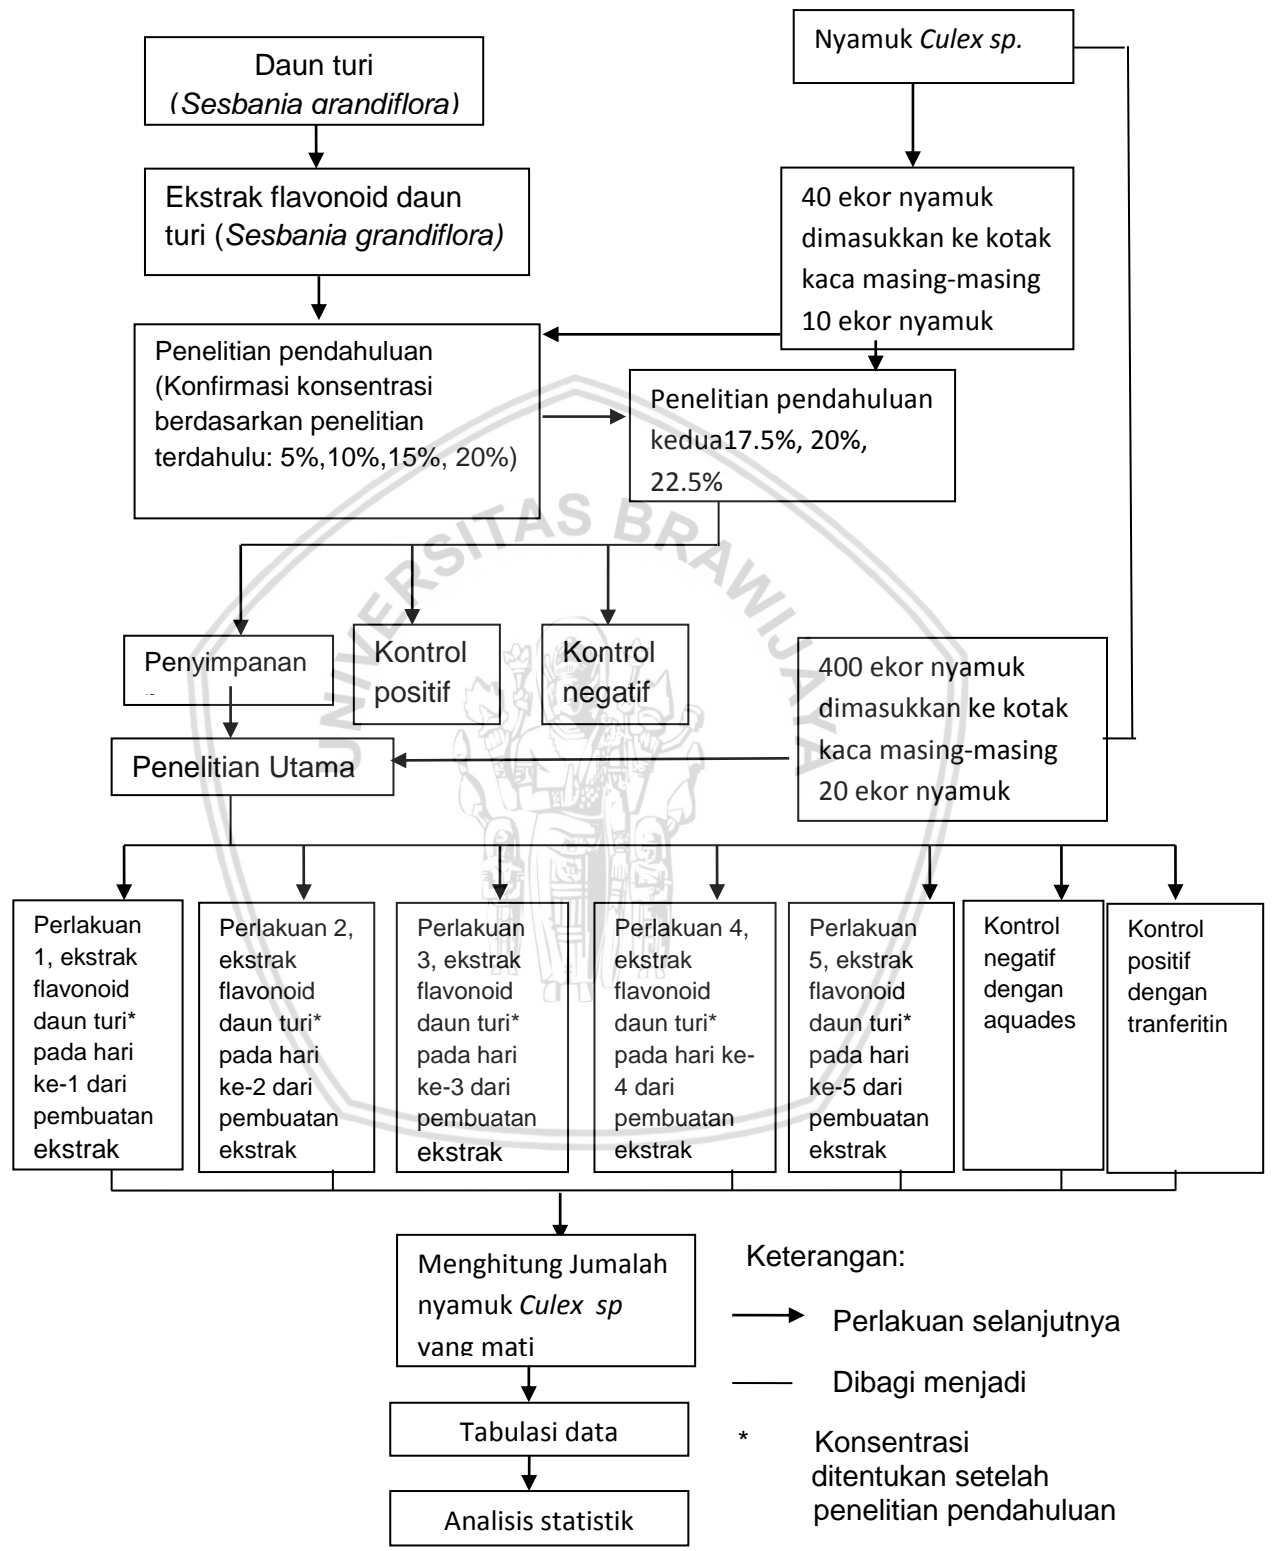 Nyamuk Culex sp.
Daun turi
(Sesbania grandiflora)
Ekstrak flavonoid daun
turi (Sesbania grandiflora)
40 ekor nyamuk
dimasukkan ke kotak
kaca masing-masing
10 ekor nyamuk
Penelitian pendahuluan
(Konfirmasi konsentrasi
berdasarkan penelitian
terdahulu: 5%,10%,15%, 20%)
Penelitian pendahuluan
kedua17.5%, 20%,
22.5%
UNIVERSITAS BRAWIJAYA
Penyimpanan
Kontrol
positif
Kontrol
negatif
400 ekor nyamuk
dimasukkan ke kotak
kaca masing-masing
20 ekor nyamuk
Penelitian Utama
Perlakuan
1, ekstrak
flavonoid
daun turi*
pada hari
ke-1 dari
pembuatan
ekstrak
Perlakuan 2,
ekstrak
flavonoid
daun turi*
pada hari
ke-2 dari
pembuatan
ekstrak
Perlakuan
3, ekstrak
flavonoid
daun turi*
pada hari
ke-3 dari
pembuatan
ekstrak
Perlakuan 4,
ekstrak
flavonoid
daun turi*
pada hari ke-
4 dari
pembuatan
ekstrak
Perlakuan
5, ekstrak
flavonoid
daun turi*
pada hari
ke-5 dari
pembuatan
ekstrak
Kontrol
negatif
dengan
aquades
Kontrol
positif
dengan
tranferitin
Menghitung Jumalah
nyamuk Culex sp
yang mati
Tabulasi data
Analisis statistik
Keterangan:
Perlakuan selanjutnya
Dibagi menjadi
* Konsentrasi
ditentukan setelah
penelitian pendahuluan